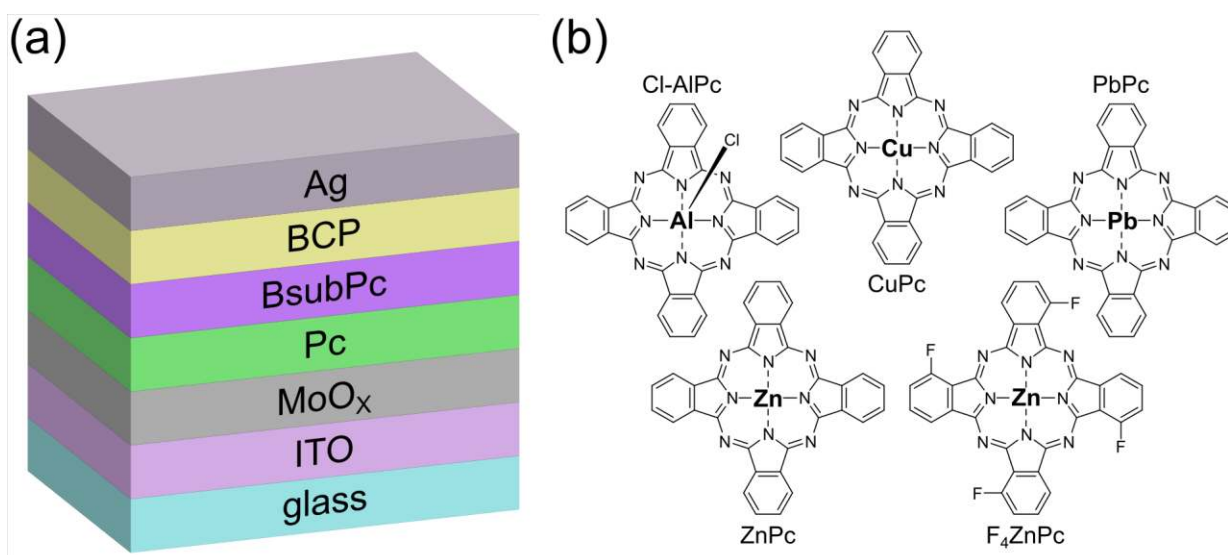 (a)
Ag
BCP
BsubPc
Pc
MoOₓ
ITO
glass
(b)
Cl-AlPc
Cl
N N
N
N Al N
N
N N
CuPc
N N
N
N Cu N
N
N N
PbPc
N N
N
N Pb N
N
N N
ZnPc
N N
N
N Zn N
N
N N
F₄ZnPc
F
F
N N
N
N Zn N
N
N N
F
F